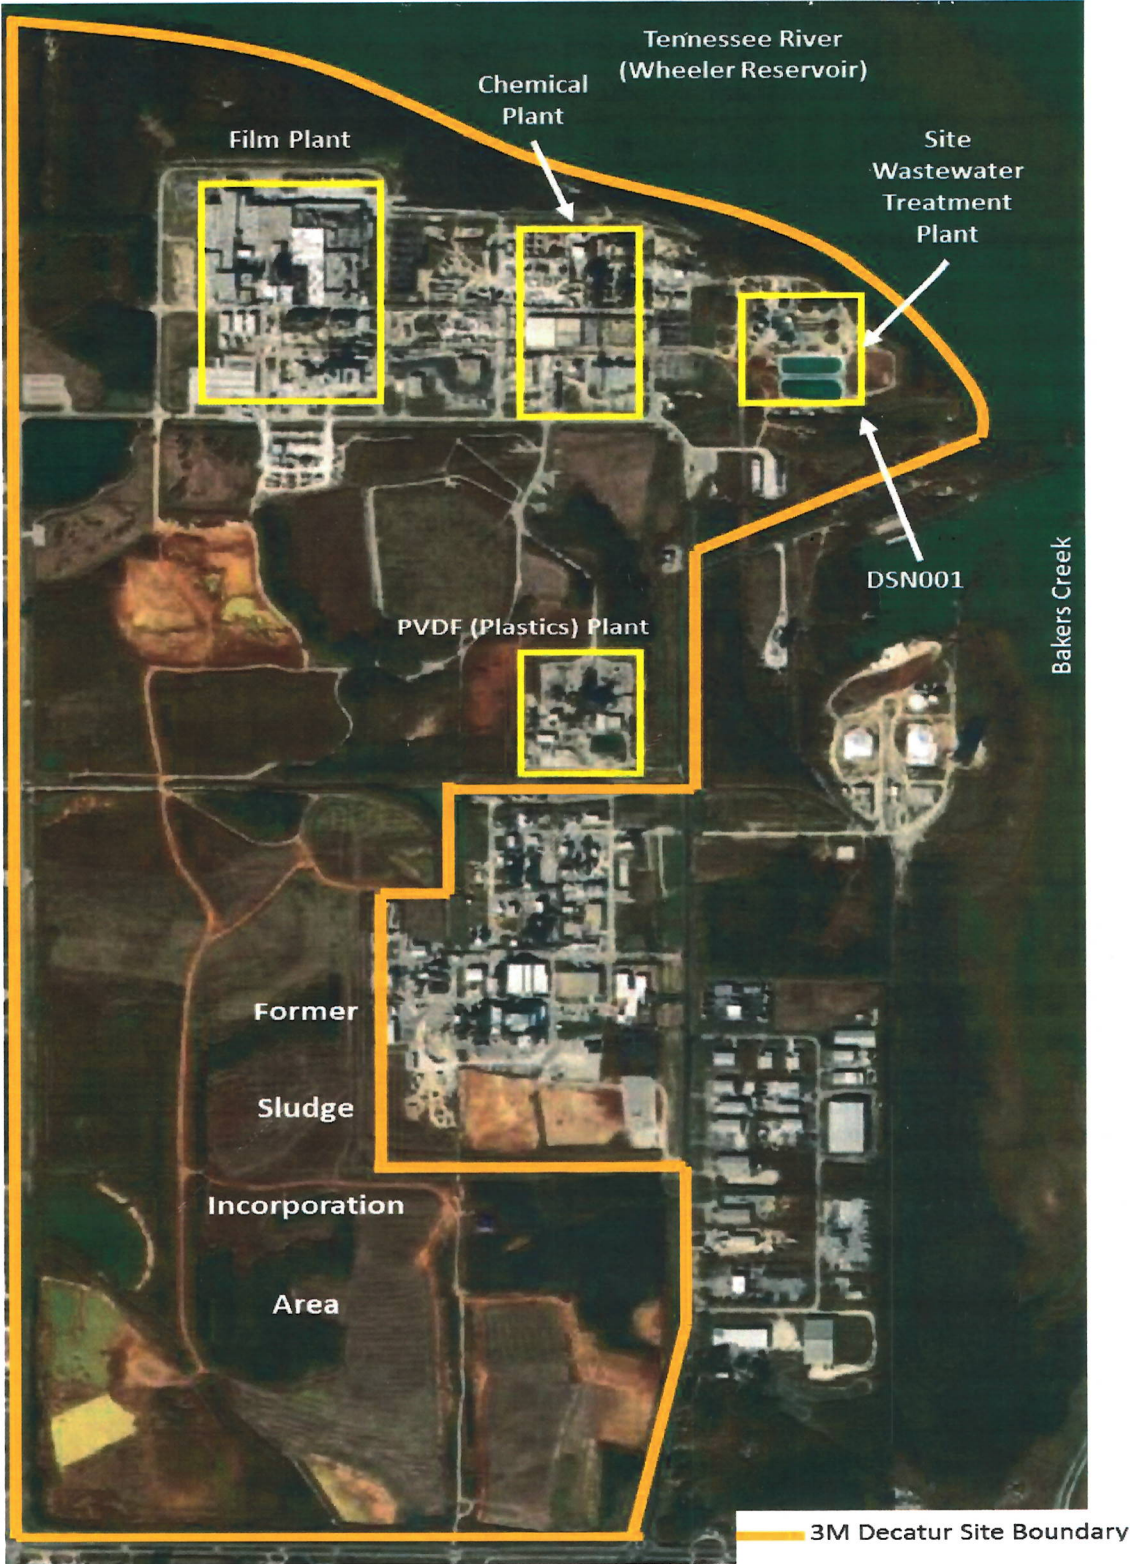 Tennessee River
(Wheeler Reservoir)
Chemical
Plant
Film Plant
Site
Wastewater
Treatment
Plant
DSN001
Bakers Creek
PVDF (Plastics) Plant
Former
Sludge
Incorporation
Area
3M Decatur Site Boundary